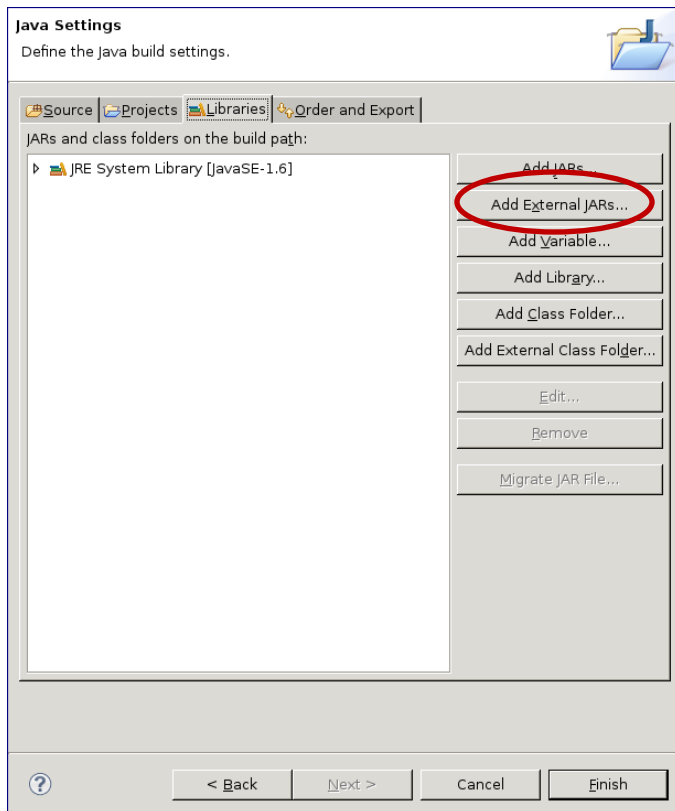 Java Settings
Define the Java build settings.
Source Projects Libraries Order and Export
JARs and class folders on the build path:
JRE System Library [JavaSE-1.6]
Add JARs...
Add External JARs...
Add Variable...
Add Library...
Add Class Folder...
Add External Class Folder...
Edit...
Remove
Migrate JAR File...
? < Back Next > Cancel Finish